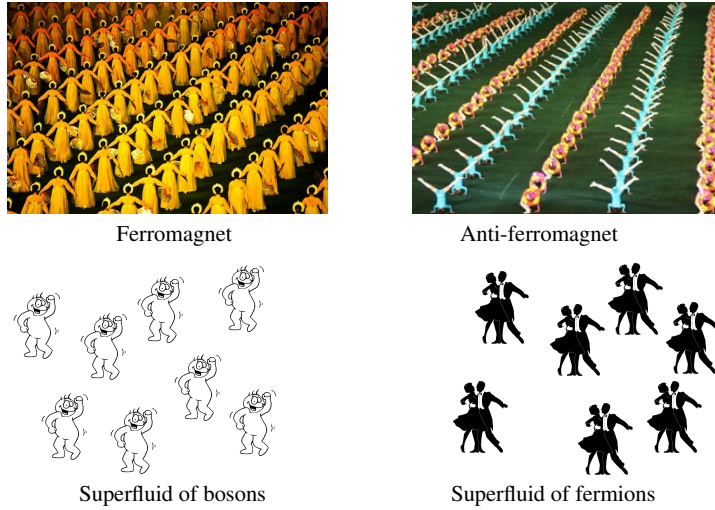 Ferromagnet
Anti-ferromagnet
Superfluid of bosons
Superfluid of fermions